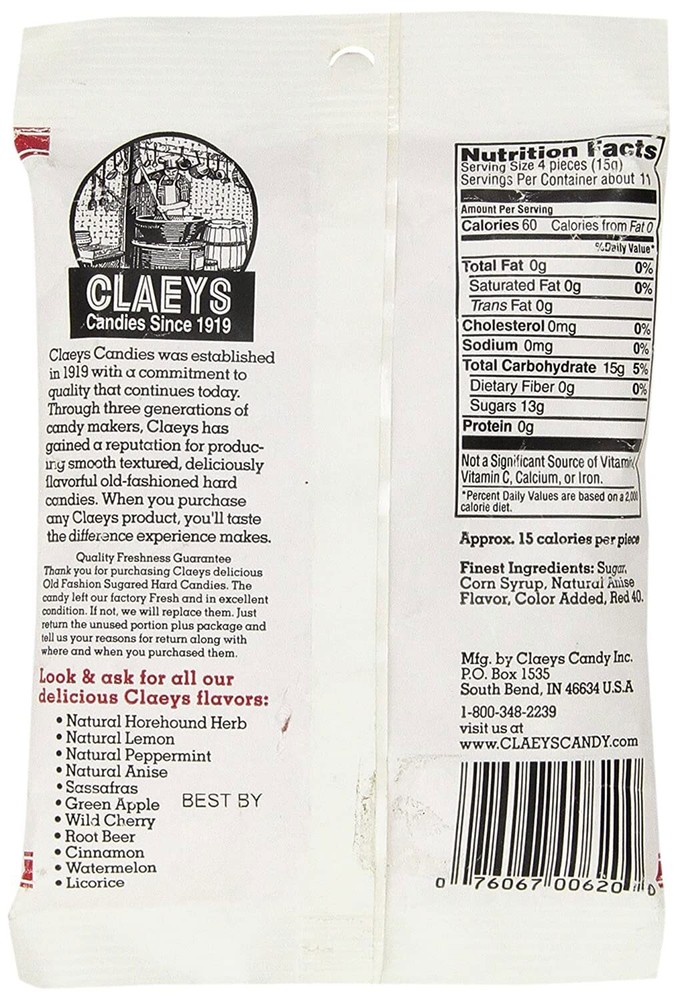 CLAEYS
Candies Since 1919
Claeys Candies was established
in 1919 with a commitment to
quality that continues today.
Through three generations of
candy makers, Claeys has
gained a reputation for produc-
ing smooth textured, deliciously
flavorful old-fashioned hard
candies. When you purchase
any Claeys product, you'll taste
the difference experience makes.
Quality Freshness Guarantee
Thank you for purchasing Claeys delicious
Old Fashion Sugared Hard Candies. The
candy left our factory Fresh and in excellent
condition. If not, we will replace them. Just
return the unused portion plus package and
tell us your reasons for return along with
where and when you purchased them.
Look & ask for all our
delicious Claeys flavors:
• Natural Horehound Herb
• Natural Lemon
• Natural Peppermint
• Natural Anise
• Sassafras
• Green Apple
• Wild Cherry
• Root Beer
• Cinnamon
• Watermelon
• Licorice
BEST BY
Nutrition Facts
Serving Size 4 pieces (15g)
Servings Per Container about 11
Amount Per Serving
Calories 60 Calories from Fat 0
% Daily Value*
Total Fat 0g 0%
Saturated Fat 0g 0%
Trans Fat 0g
Cholesterol 0mg 0%
Sodium 0mg 0%
Total Carbohydrate 15g 5%
Dietary Fiber 0g 0%
Sugars 13g
Protein 0g
Not a Significant Source of Vitamin
Vitamin C, Calcium, or Iron.
*Percent Daily Values are based on a 2,000
calorie diet.
Approx. 15 calories per piece
Finest Ingredients: Sugar,
Corn Syrup, Natural Anise
Flavor, Color Added, Red 40.
Mfg. by Claeys Candy Inc.
P.O. Box 1535
South Bend, IN 46634 U.S.A
1-800-348-2239
visit us at
www.CLAEYSCANDY.com
0 76067 00620 0